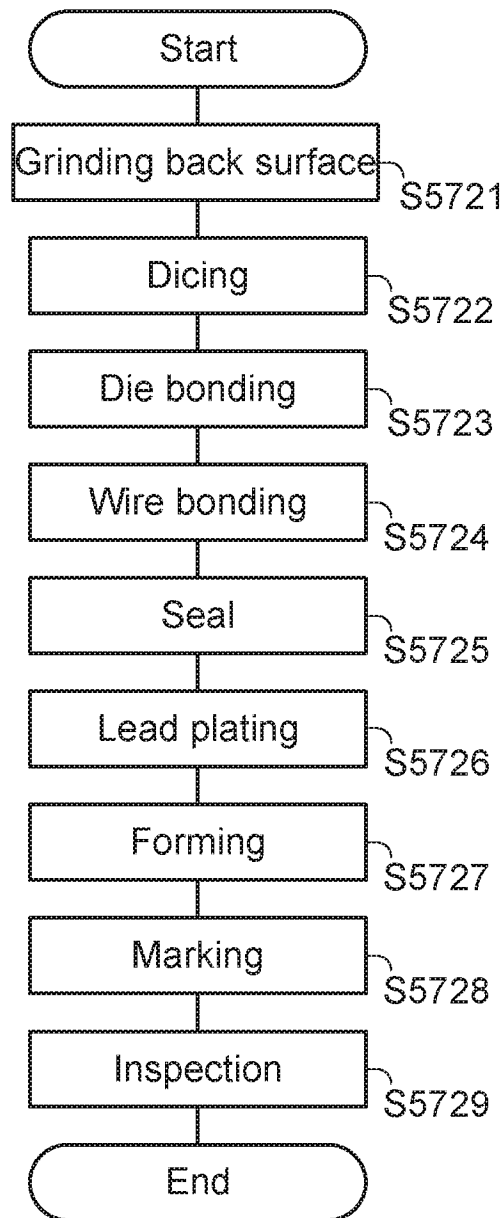 Start
Grinding back surface
S5721
Dicing
S5722
Die bonding
S5723
Wire bonding
S5724
Seal
S5725
Lead plating
S5726
Forming
S5727
Marking
S5728
Inspection
S5729
End